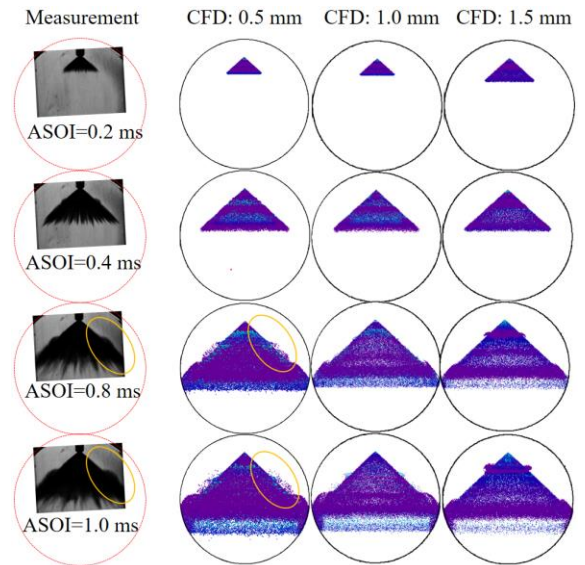 Measurement CFD: 0.5 mm CFD: 1.0 mm CFD: 1.5 mm
ASOI=0.2 ms
ASOI=0.4 ms
ASOI=0.8 ms
ASOI=1.0 ms